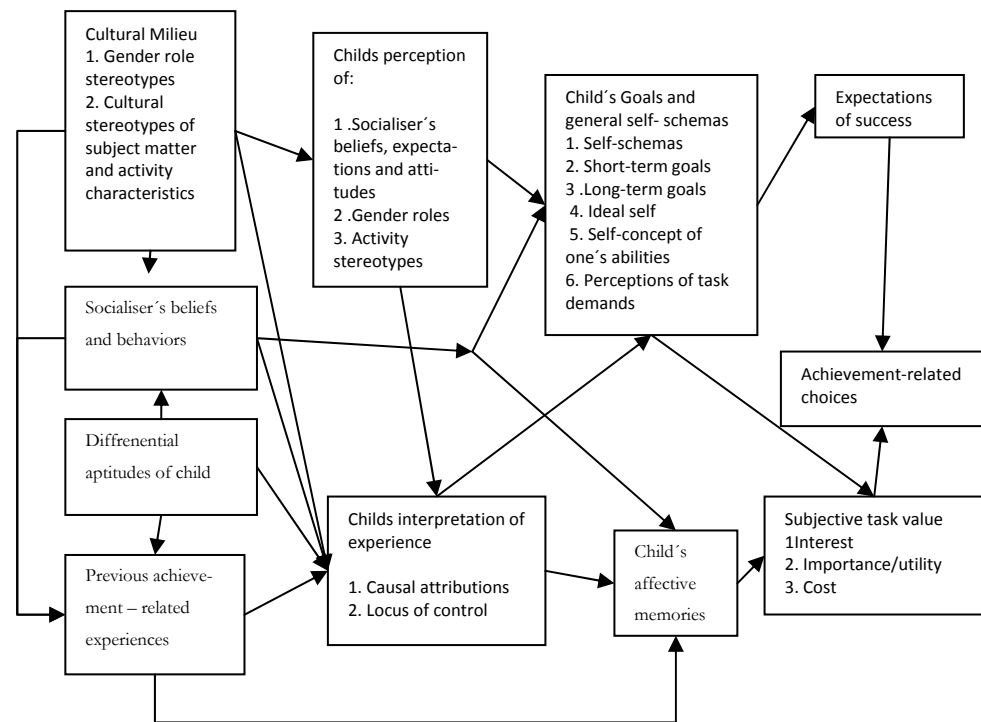 Cultural Milieu
1. Gender role
stereotypes
2. Cultural
stereotypes of
subject matter
and activity
characteristics
Socialiser´s beliefs
and behaviors
Diffrenential
aptitudes of child
Previous achieve-
ment – related
experiences
Childs perception
of:
1 .Socialiser´s
beliefs, expecta-
tions and atti-
tudes
2 .Gender roles
3. Activity
stereotypes
Childs interpretation of
experience
1. Causal attributions
2. Locus of control
Child´s Goals and
general self- schemas
1. Self-schemas
2. Short-term goals
3 .Long-term goals
4. Ideal self
5. Self-concept of
one´s abilities
6. Perceptions of task
demands
Child´s
affective
memories
Expectations
of success
Achievement-related
choices
Subjective task value
1Interest
2. Importance/utility
3. Cost